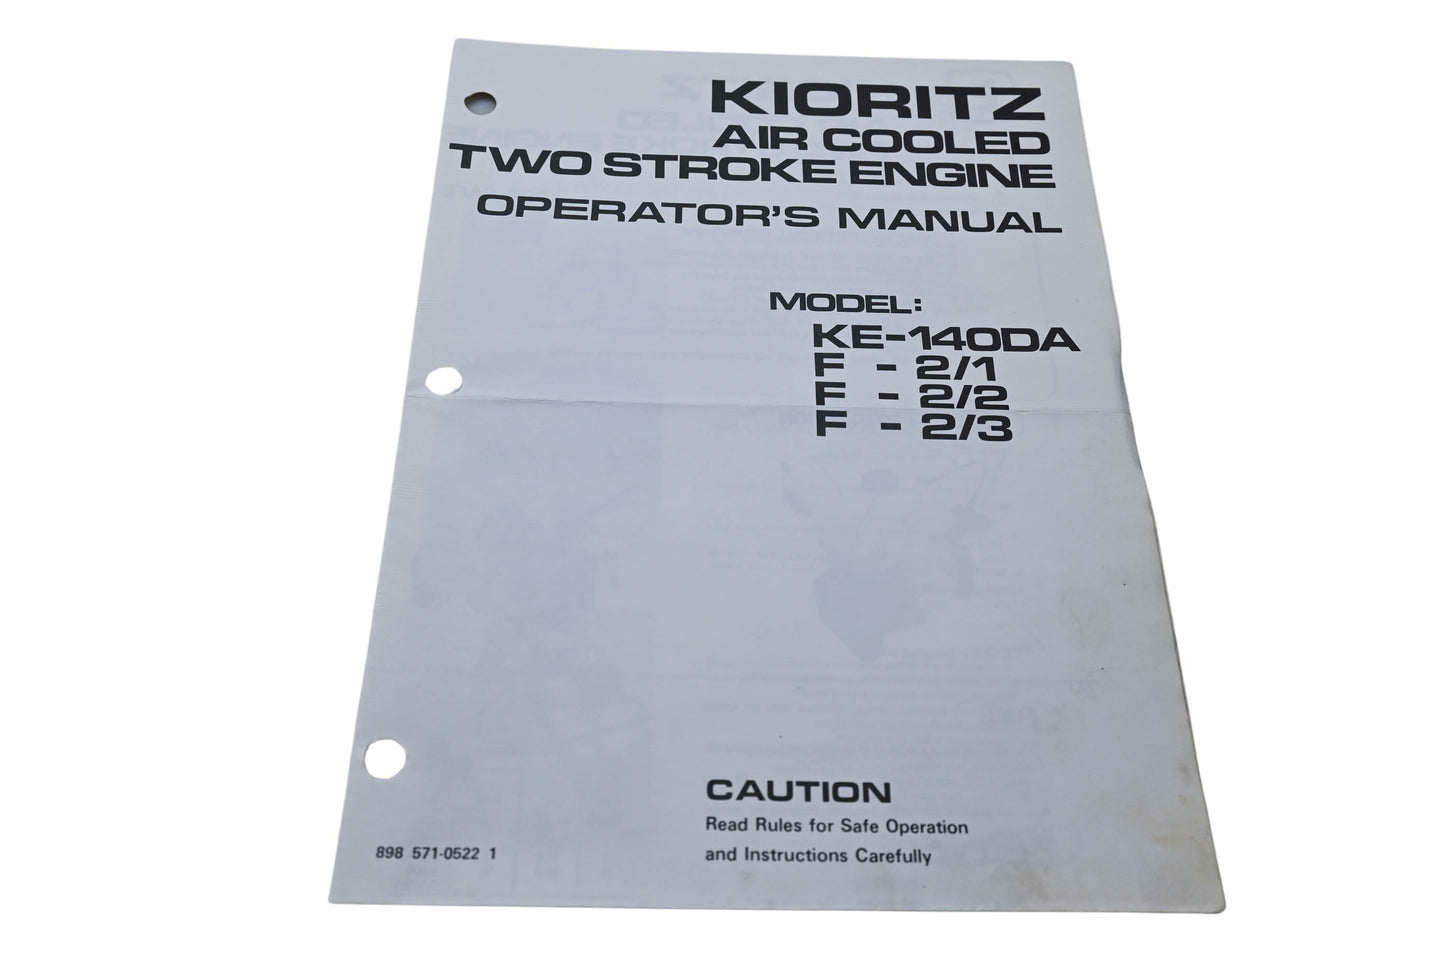 KIORITZ
AIR COOLED
TWO STROKE ENGINE
OPERATOR'S MANUAL
MODEL:
KE-140DA
F - 2/1
F - 2/2
F - 2/3
CAUTION
Read Rules for Safe Operation
and Instructions Carefully
898 571-0522 1